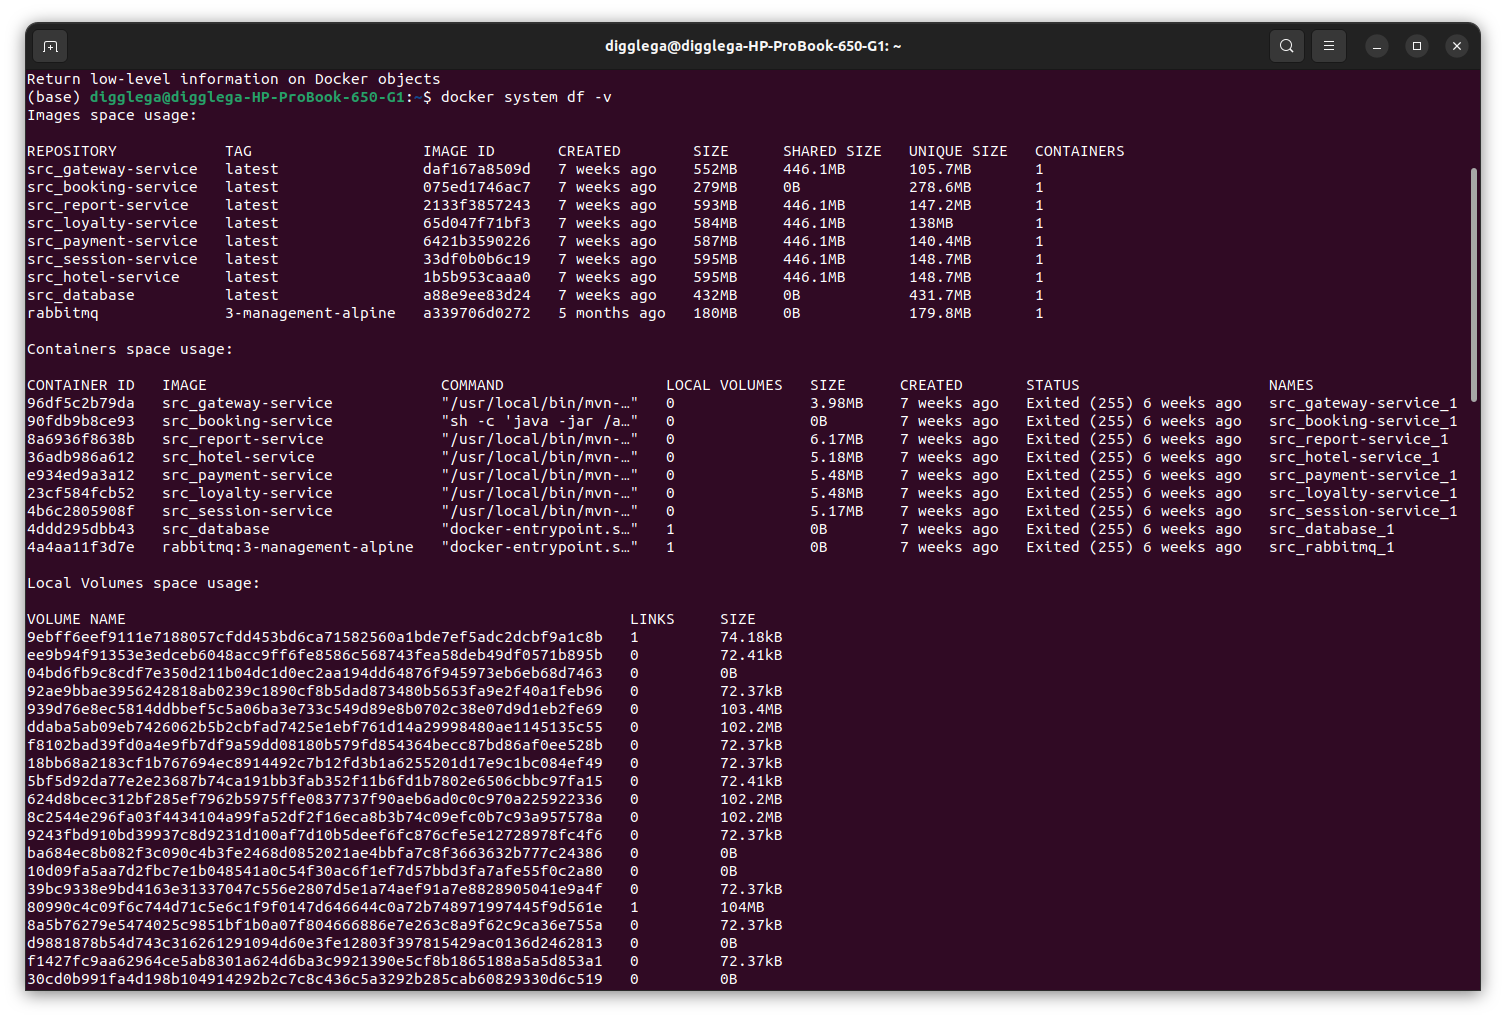 digglega@digglega-HP-ProBook-650-G1: ~
Return low-level information on Docker objects
(base) digglega@digglega-HP-ProBook-650-G1:~$ docker system df -v
Images space usage:
REPOSITORY TAG IMAGE ID CREATED SIZE SHARED SIZE UNIQUE SIZE CONTAINERS
src_gateway-service latest daf167a8509d 7 weeks ago 552MB 446.1MB 105.7MB 1
src_booking-service latest 075ed1746ac7 7 weeks ago 279MB 0B 278.6MB 1
src_report-service latest 2133f3857243 7 weeks ago 593MB 446.1MB 147.2MB 1
src_loyalty-service latest 65d047f71bf3 7 weeks ago 584MB 446.1MB 138MB 1
src_payment-service latest 6421b3590226 7 weeks ago 587MB 446.1MB 140.4MB 1
src_session-service latest 33df0b0b6c19 7 weeks ago 595MB 446.1MB 148.7MB 1
src_hotel-service latest 1b5b953caaa0 7 weeks ago 595MB 446.1MB 148.7MB 1
src_database latest a88e9ee83d24 7 weeks ago 432MB 0B 431.7MB 1
rabbitmq 3-management-alpine a339706d0272 5 months ago 180MB 0B 179.8MB 1
Containers space usage:
CONTAINER ID IMAGE COMMAND LOCAL VOLUMES SIZE CREATED STATUS NAMES
96df5c2b79da src_gateway-service "/usr/local/bin/mvn-…" 0 3.98MB 7 weeks ago Exited (255) 6 weeks ago src_gateway-service_1
90fdb9b8ce93 src_booking-service "sh -c 'java -jar /a…" 0 0B 7 weeks ago Exited (255) 6 weeks ago src_booking-service_1
8a6936f8638b src_report-service "/usr/local/bin/mvn-…" 0 6.17MB 7 weeks ago Exited (255) 6 weeks ago src_report-service_1
36adb986a612 src_hotel-service "/usr/local/bin/mvn-…" 0 5.18MB 7 weeks ago Exited (255) 6 weeks ago src_hotel-service_1
e934ed9a3a12 src_payment-service "/usr/local/bin/mvn-…" 0 5.48MB 7 weeks ago Exited (255) 6 weeks ago src_payment-service_1
23cf584fcb52 src_loyalty-service "/usr/local/bin/mvn-…" 0 5.48MB 7 weeks ago Exited (255) 6 weeks ago src_loyalty-service_1
4b6c2805908f src_session-service "/usr/local/bin/mvn-…" 0 5.17MB 7 weeks ago Exited (255) 6 weeks ago src_session-service_1
4ddd295dbb43 src_database "docker-entrypoint.s…" 1 0B 7 weeks ago Exited (255) 6 weeks ago src_database_1
4a4aa11f3d7e rabbitmq:3-management-alpine "docker-entrypoint.s…" 1 0B 7 weeks ago Exited (255) 6 weeks ago src_rabbitmq_1
Local Volumes space usage:
VOLUME NAME LINKS SIZE
9ebff6eef9111e7188057cfdd453bd6ca71582560a1bde7ef5adc2dcbf9a1c8b 1 74.18kB
ee9b94f91353e3edceb6048acc9ff6fe8586c568743fea58deb49df0571b895b 0 72.41kB
04bd6fb9c8cdf7e350d211b04dc1d0ec2aa194dd64876f945973eb6eb68d7463 0 0B
92ae9bbae3956242818ab0239c1890cf8b5dad873480b5653fa9e2f40a1feb96 0 72.37kB
939d76e8ec5814ddbbef5c5a06ba3e733c549d89e8b0702c38e07d9d1eb2fe69 0 103.4MB
ddaba5ab09eb7426062b5b2cbfad7425e1ebf761d14a29998480ae1145135c55 0 102.2MB
f8102bad39fd0a4e9fb7df9a59dd08180b579fd854364becc87bd86af0ee528b 0 72.37kB
18bb68a2183cf1b767694ec8914492c7b12fd3b1a6255201d17e9c1bc084ef49 0 72.37kB
5bf5d92da77e2e23687b74ca191bb3fab352f11b6fd1b7802e6506cbbc97fa15 0 72.41kB
624d8bcec312bf285ef7962b5975ffe0837737f90aeb6ad0c0c970a225922336 0 102.2MB
8c2544e296fa03f4434104a99fa52df2f16eca8b3b74c09efc0b7c93a957578a 0 102.2MB
9243fbd910bd39937c8d9231d100af7d10b5deef6fc876cfe5e12728978fc4f6 0 72.37kB
ba684ec8b082f3c090c4b3fe2468d0852021ae4bbfa7c8f3663632b777c24386 0 0B
10d09fa5aa7d2fbc7e1b048541a0c54f30ac6f1ef7d57bbd3fa7afe55f0c2a80 0 0B
39bc9338e9bd4163e31337047c556e2807d5e1a74aef91a7e8828905041e9a4f 0 72.37kB
80990c4c09f6c744d71c5e6c1f9f0147d646644c0a72b748971997445f9d561e 1 104MB
8a5b76279e5474025c9851bf1b0a07f804666886e7e263c8a9f62c9ca36e755a 0 72.37kB
d9881878b54d743c316261291094d60e3fe12803f397815429ac0136d2462813 0 0B
f1427fc9aa62964ce5ab8301a624d6ba3c9921390e5cf8b1865188a5a5d853a1 0 72.37kB
30cd0b991fa4d198b104914292b2c7c8c436c5a3292b285cab60829330d6c519 0 0B